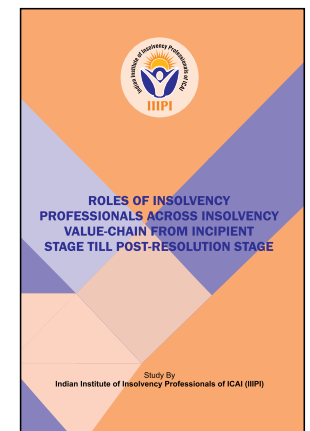 Indian Institute of Insolvency Professionals of ICAI
IIIPI
ROLES OF INSOLVENCY
PROFESSIONALS ACROSS INSOLVENCY
VALUE-CHAIN FROM INCIPIENT
STAGE TILL POST-RESOLUTION STAGE
Study By
Indian Institute of Insolvency Professionals of ICAI (IIIPI)